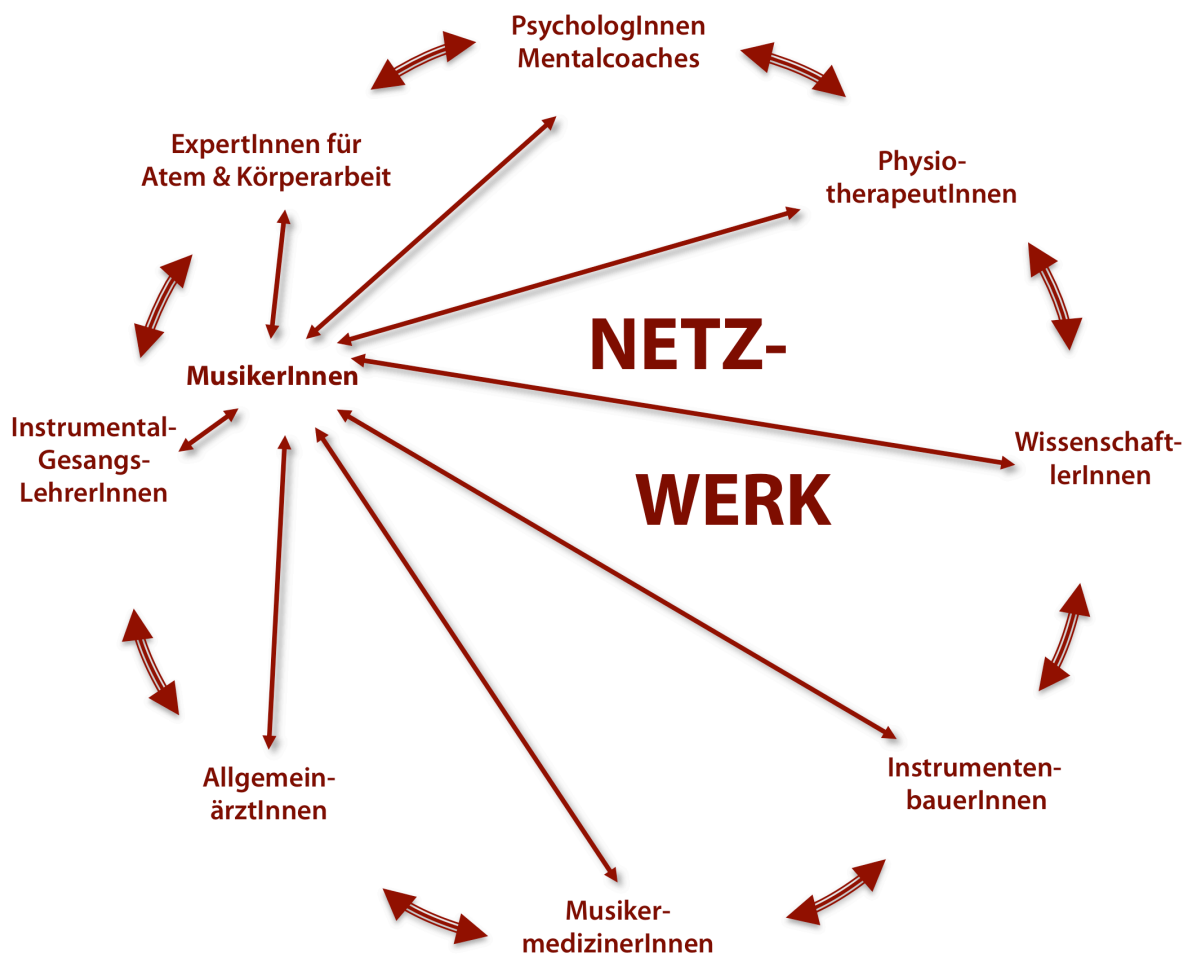 PsychologInnen
Mentalcoaches
ExpertInnen für
Atem & Körperarbeit
Physio-
therapeutInnen
NETZ-
MusikerInnen
Instrumental-
Gesangs-
LehrerInnen
Wissenschaft-
lerInnen
WERK
Allgemein-
ärztInnen
Instrumenten-
bauerInnen
Musiker-
medizinerInnen